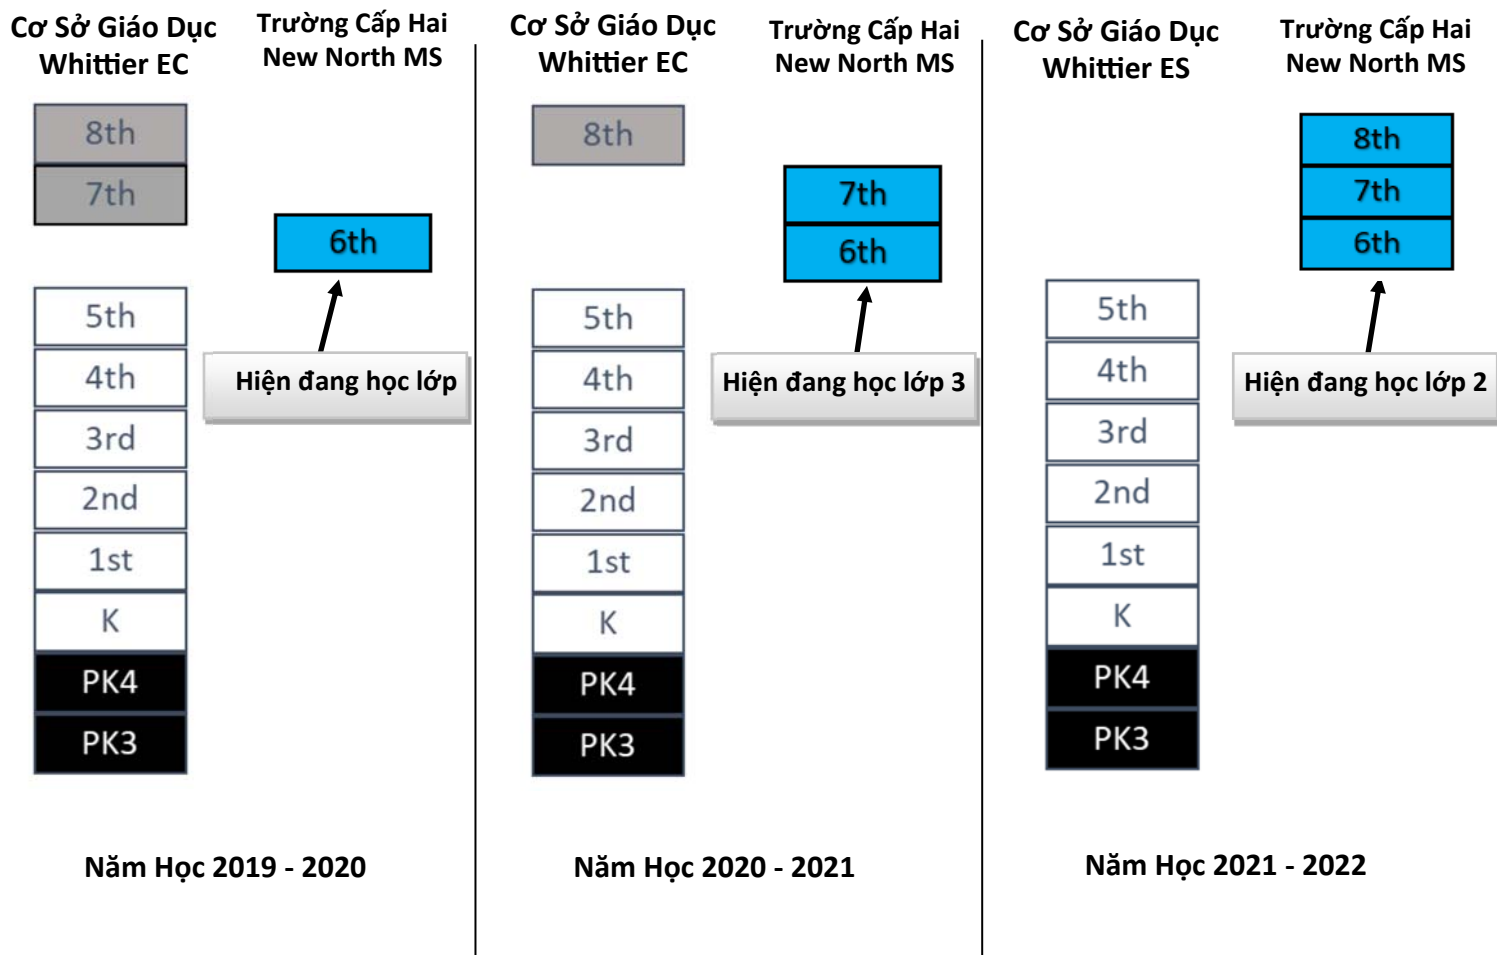 Cơ Sở Giáo Dục
Whittier EC
Trường Cấp Hai
New North MS
8th
7th
6th
5th
4th
3rd
2nd
1st
K
PK4
PK3
Hiện đang học lớp
Năm Học 2019 - 2020
Cơ Sở Giáo Dục
Whittier EC
Trường Cấp Hai
New North MS
8th
7th
6th
5th
4th
3rd
2nd
1st
K
PK4
PK3
Hiện đang học lớp 3
Năm Học 2020 - 2021
Cơ Sở Giáo Dục
Whittier ES
Trường Cấp Hai
New North MS
8th
7th
6th
5th
4th
3rd
2nd
1st
K
PK4
PK3
Hiện đang học lớp 2
Năm Học 2021 - 2022